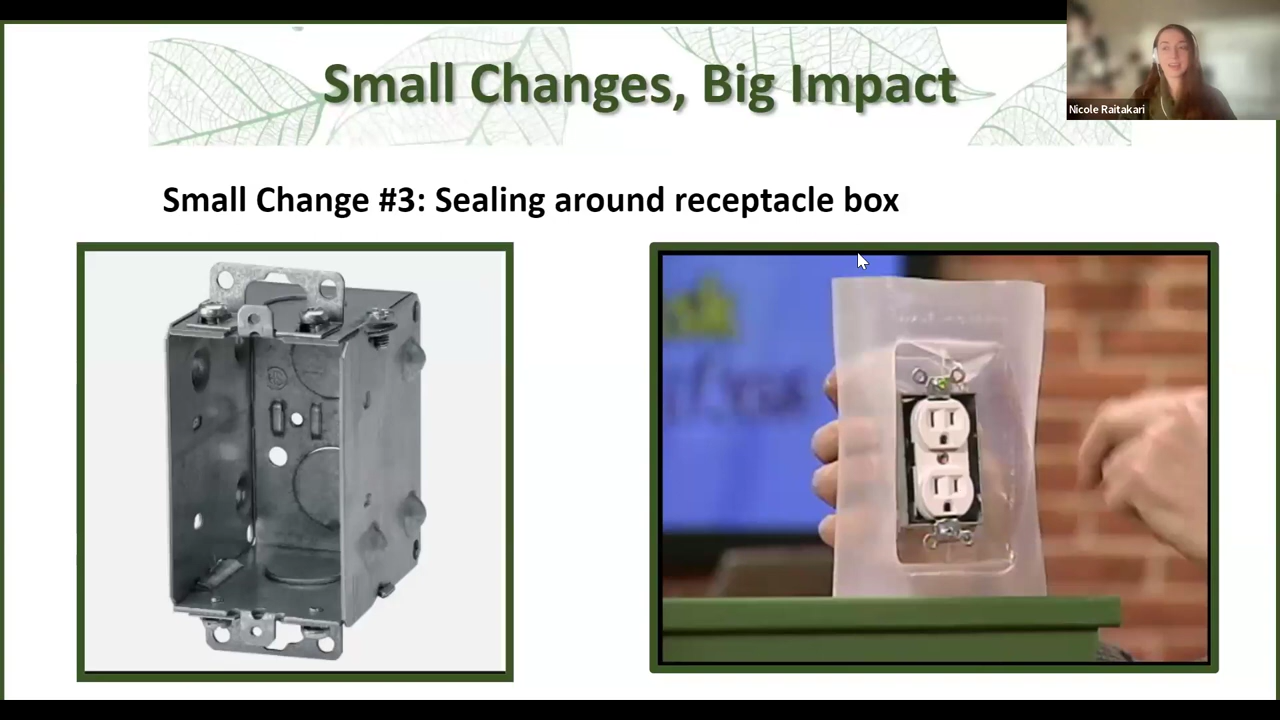 Small Changes, Big Impact
Nicole Raitakari
Small Change #3: Sealing around receptacle box